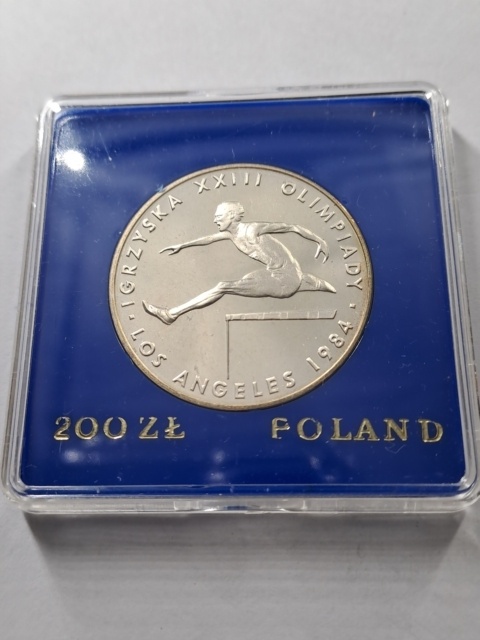 IGRZYSKA XXIII OLIMPIADY
LOS ANGELES 1984
200 ZŁ
POLAND